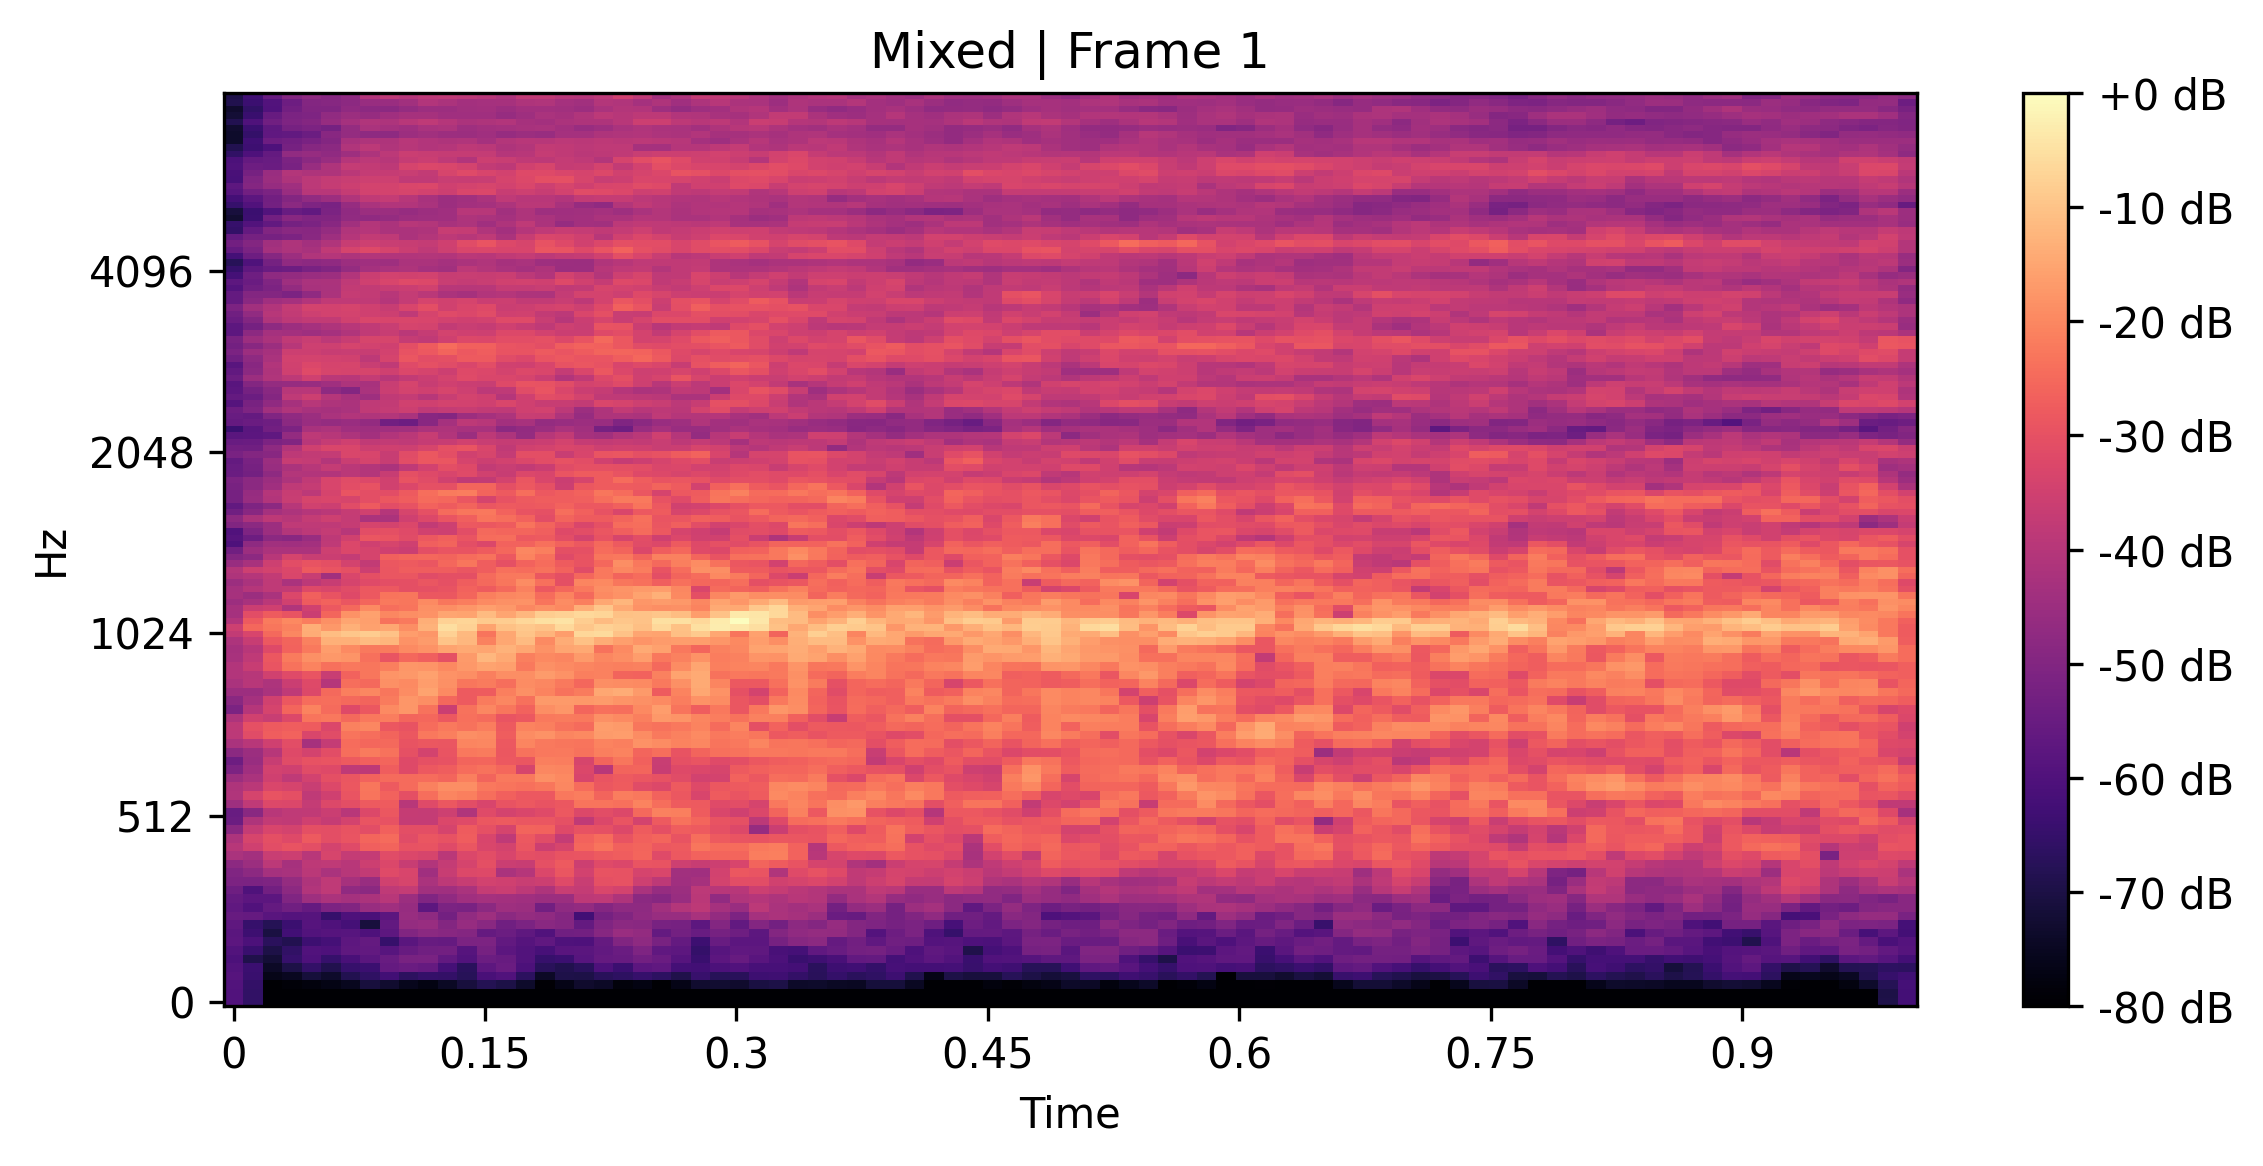 Mixed | Frame 1
+0 dB
-10 dB
4096
-20 dB
-30 dB
2048
-40 dB
Hz
1024
-50 dB
-60 dB
512
-70 dB
0
-80 dB
0 0.15 0.3 0.45 0.6 0.75 0.9
Time